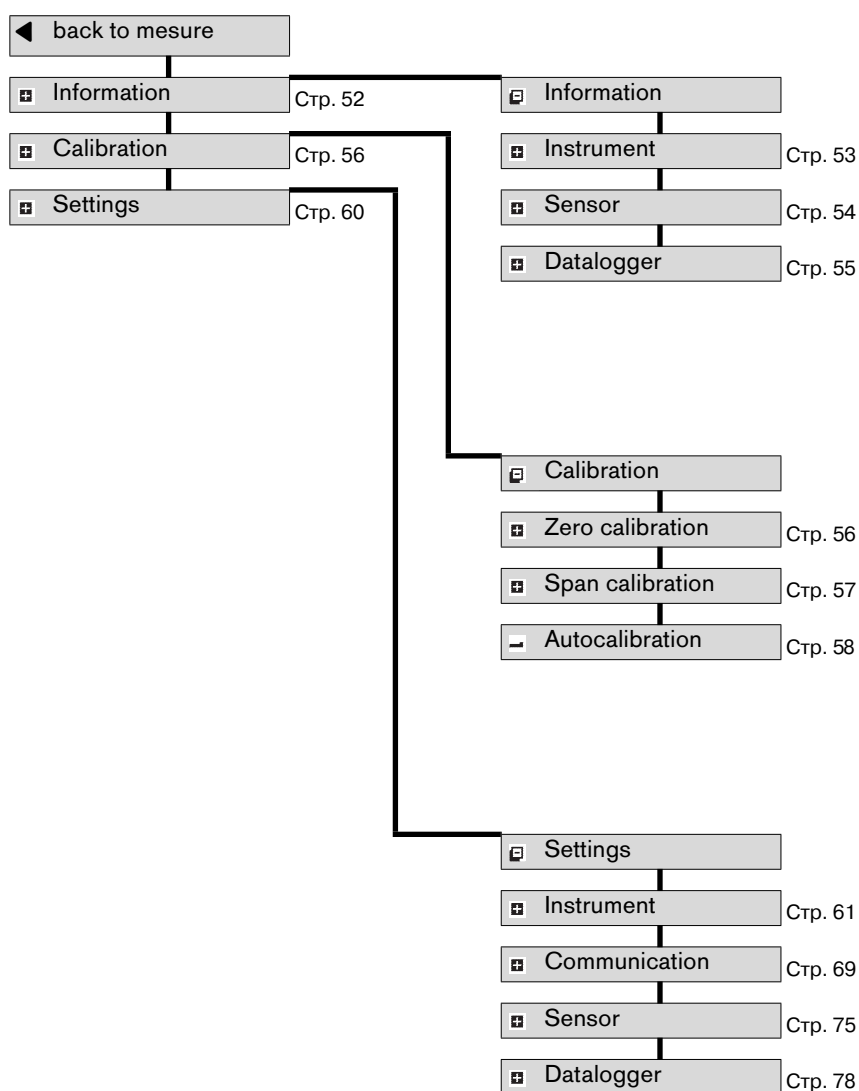 back to mesure
Information Стр. 52
Calibration Стр. 56
Settings Стр. 60
Information
Instrument Стр. 53
Sensor Стр. 54
Datalogger Стр. 55
Calibration
Zero calibration Стр. 56
Span calibration Стр. 57
Autocalibration Стр. 58
Settings
Instrument Стр. 61
Communication Стр. 69
Sensor Стр. 75
Datalogger Стр. 78